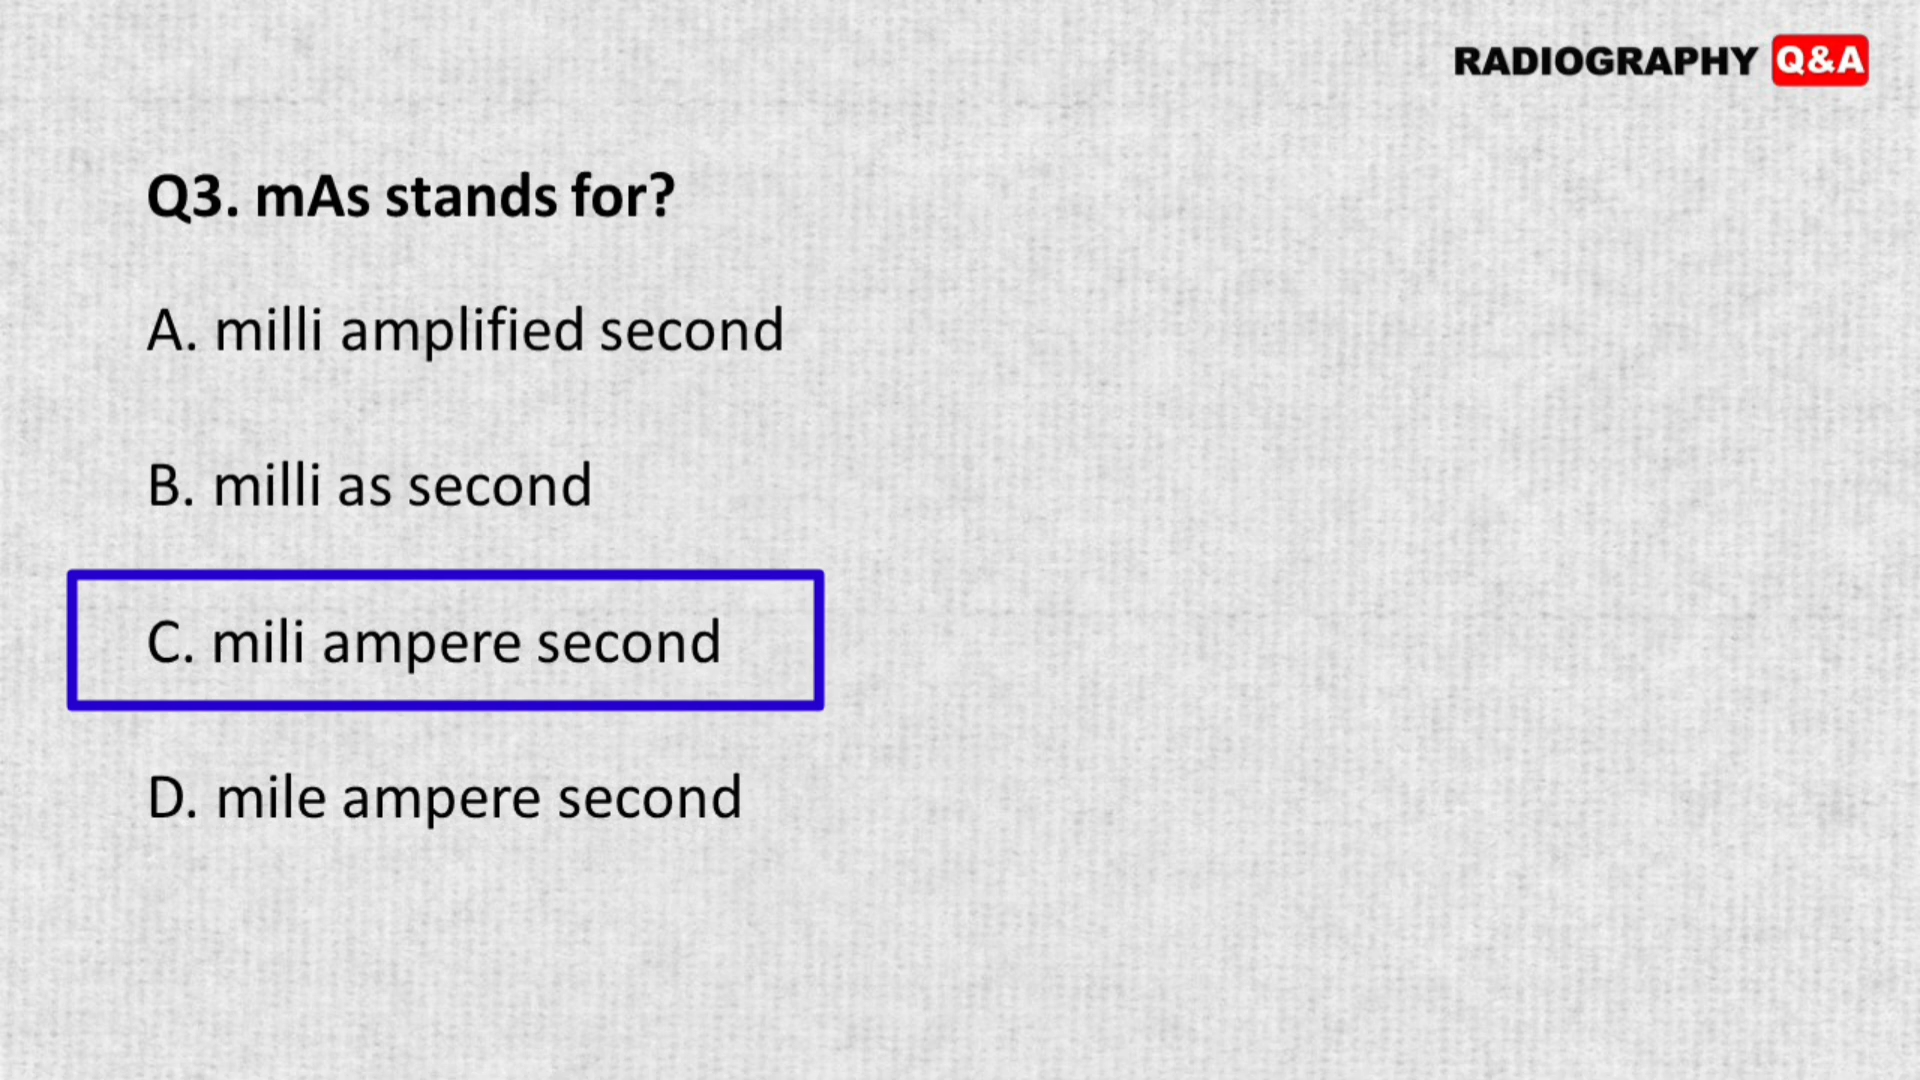 RADIOGRAPHY Q&A
Q3. mAs stands for?
A. milli amplified second
B. milli as second
C. mili ampere second
D. mile ampere second